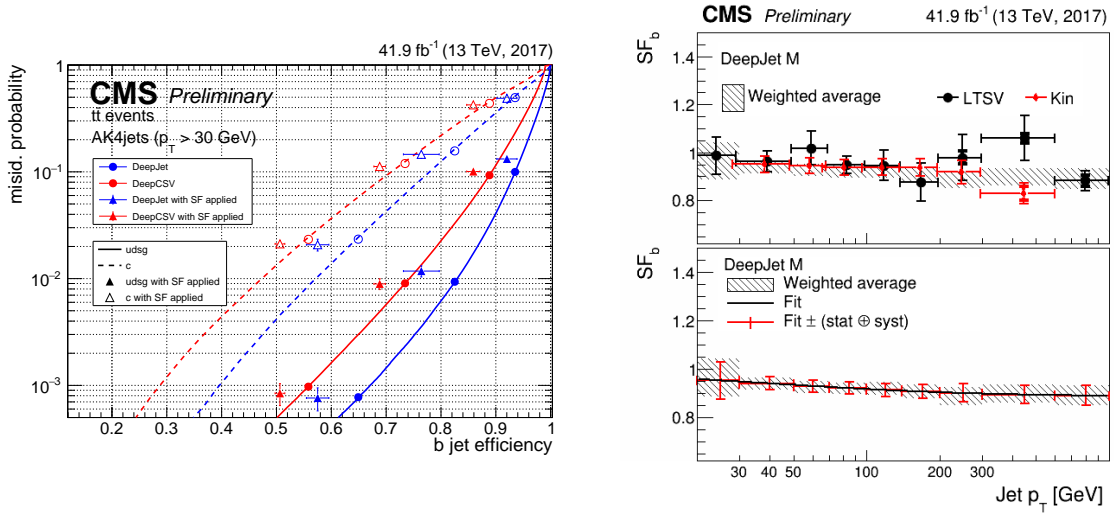 41.9 fb⁻¹ (13 TeV, 2017)
misid. probability
1
10⁻¹
10⁻²
10⁻³
CMS Preliminary
tt events
AK4jets (p_T > 30 GeV)
DeepJet
DeepCSV
DeepJet with SF applied
DeepCSV with SF applied
udsg
c
udsg with SF applied
c with SF applied
0.2 0.3 0.4 0.5 0.6 0.7 0.8 0.9 1
b jet efficiency
CMS Preliminary 41.9 fb⁻¹ (13 TeV, 2017)
SF_b
1.4
1.2
1
0.8
DeepJet M
Weighted average
LTSV
Kin
SF_b
1.4
1.2
1
0.8
DeepJet M
Weighted average
Fit
Fit ± (stat ⊕ syst)
30 40 50 100 200 300
Jet p_T [GeV]